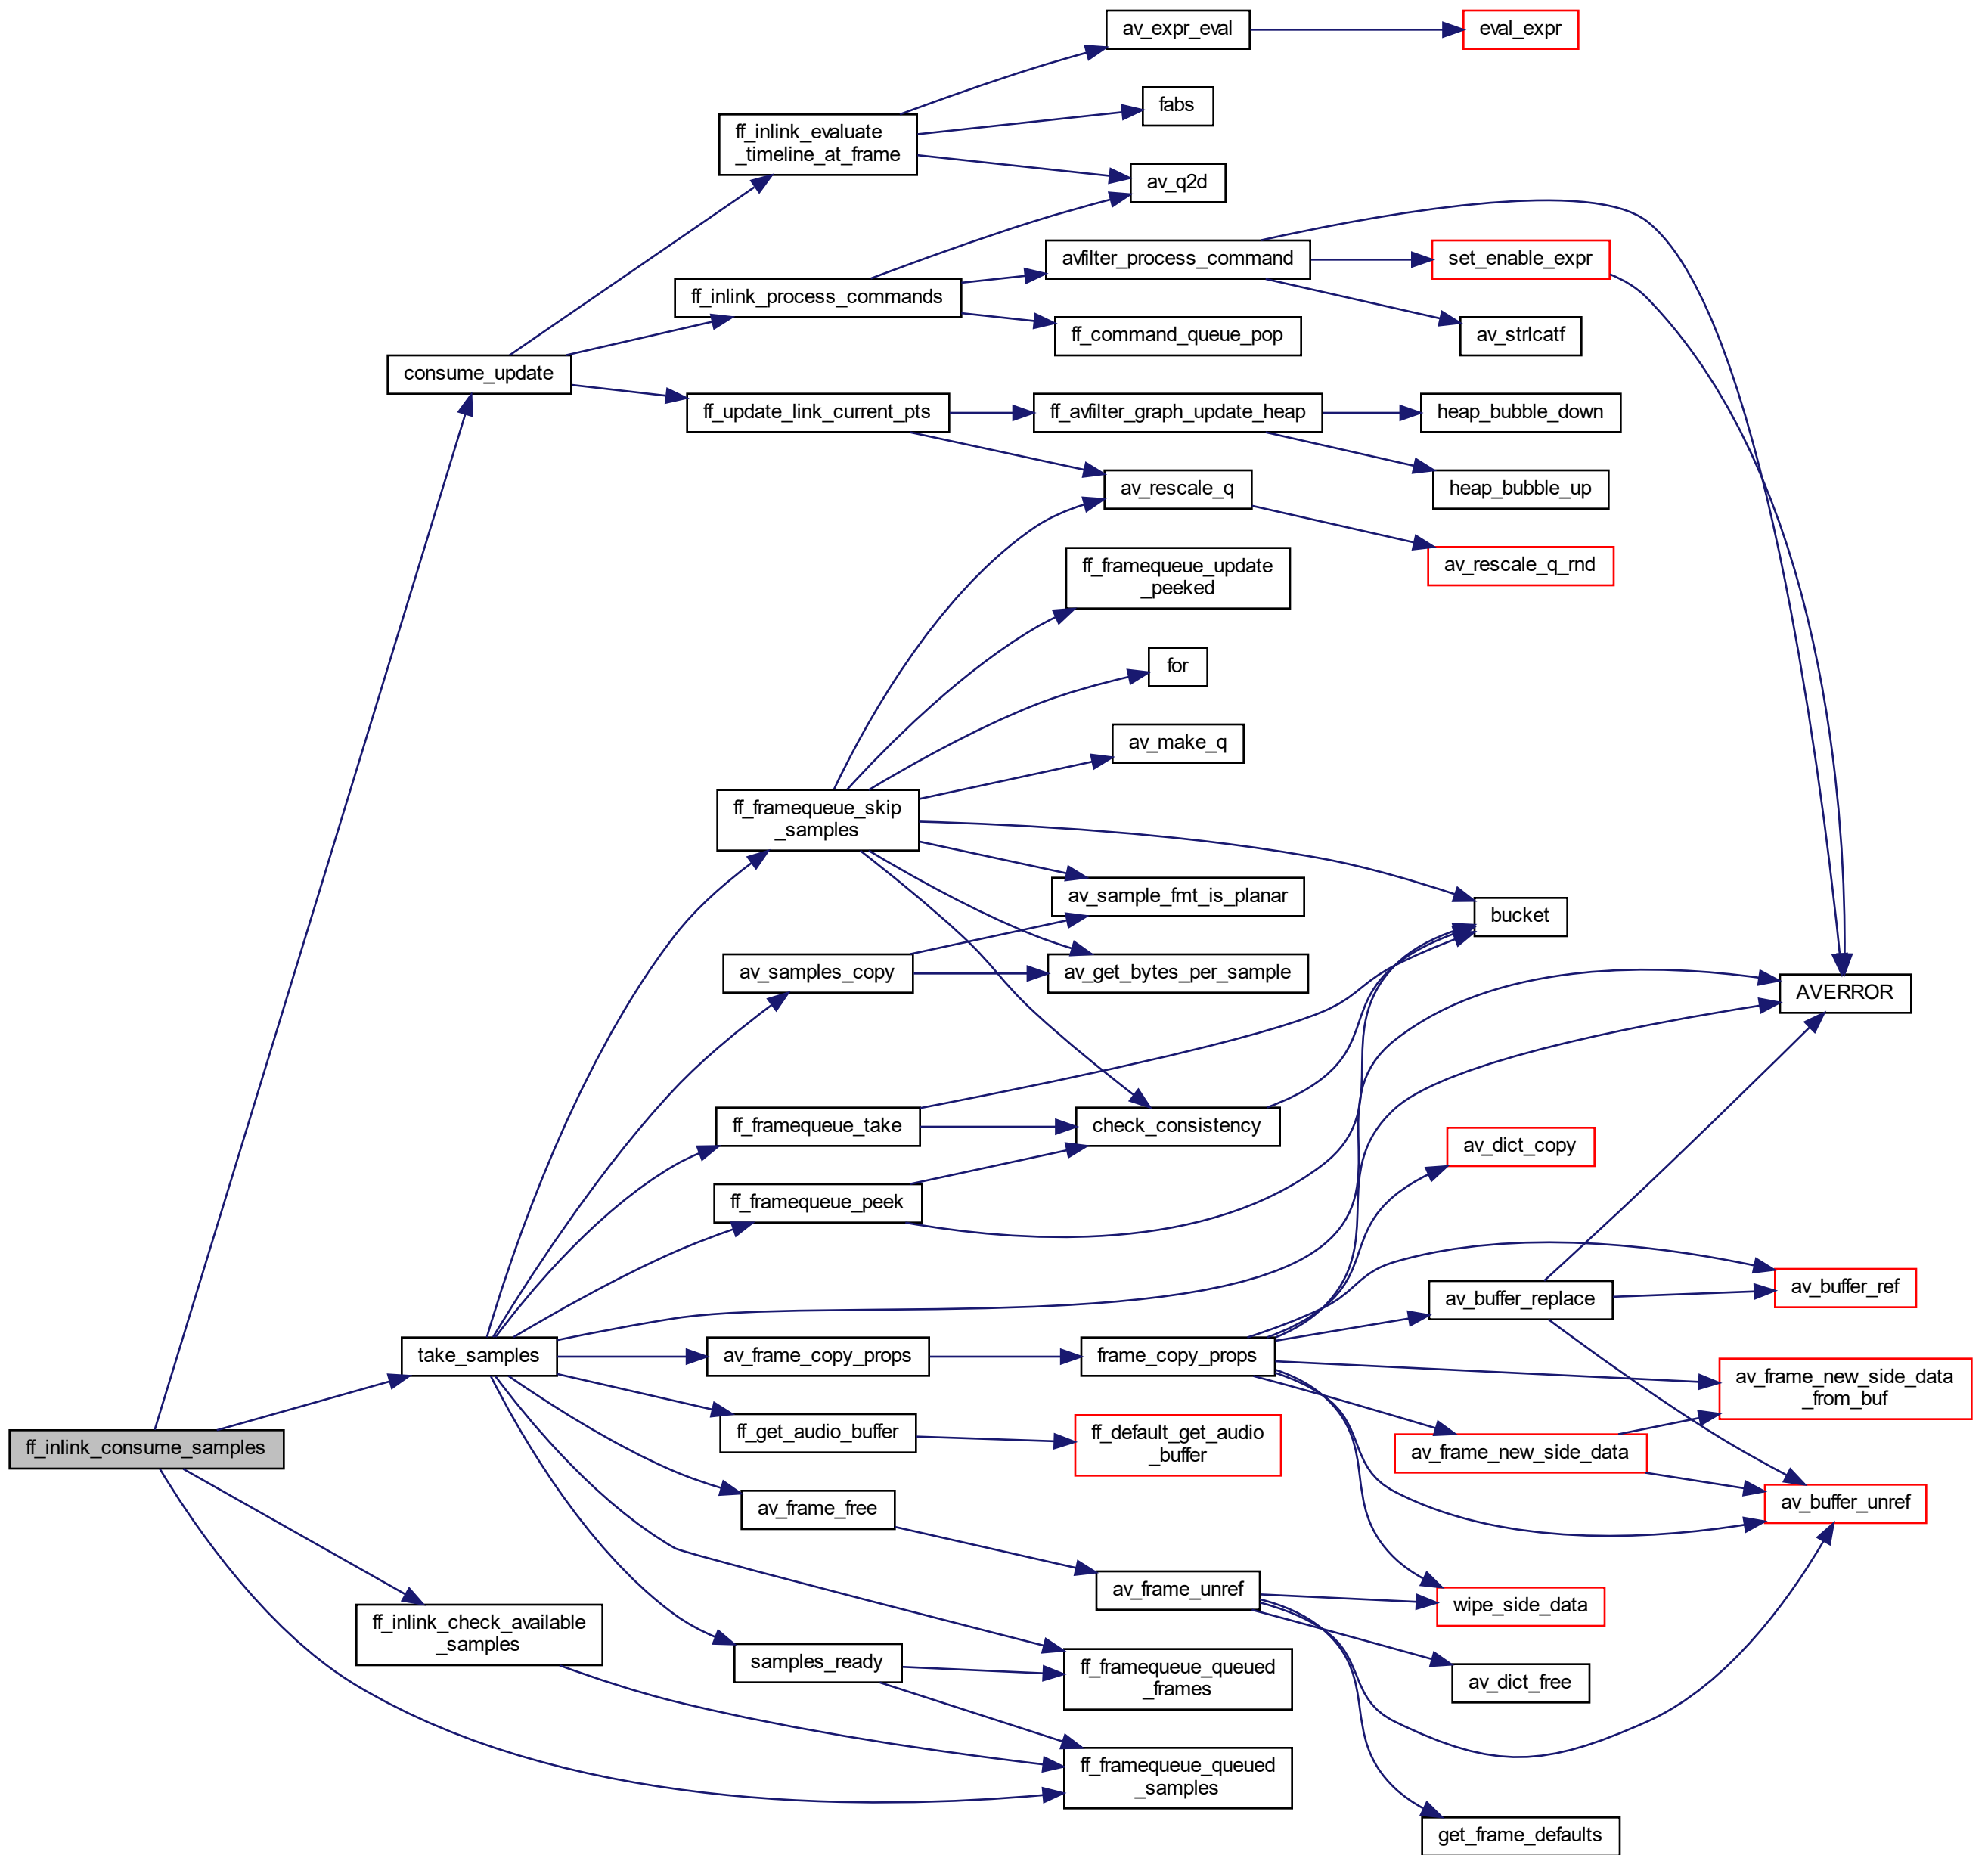 av_expr_eval
eval_expr
fabs
ff_inlink_evaluate
_timeline_at_frame
av_q2d
avfilter_process_command
set_enable_expr
ff_inlink_process_commands
ff_command_queue_pop
av_strlcatf
consume_update
ff_update_link_current_pts
ff_avfilter_graph_update_heap
heap_bubble_down
av_rescale_q
heap_bubble_up
av_rescale_q_rnd
ff_framequeue_update
_peeked
for
av_make_q
ff_framequeue_skip
_samples
av_sample_fmt_is_planar
bucket
av_samples_copy
av_get_bytes_per_sample
AVERROR
ff_framequeue_take
check_consistency
av_dict_copy
ff_framequeue_peek
av_buffer_ref
av_buffer_replace
take_samples
av_frame_copy_props
frame_copy_props
av_frame_new_side_data
_from_buf
ff_inlink_consume_samples
ff_get_audio_buffer
ff_default_get_audio
_buffer
av_frame_new_side_data
av_frame_free
av_buffer_unref
av_frame_unref
wipe_side_data
ff_inlink_check_available
_samples
samples_ready
ff_framequeue_queued
_frames
av_dict_free
ff_framequeue_queued
_samples
get_frame_defaults